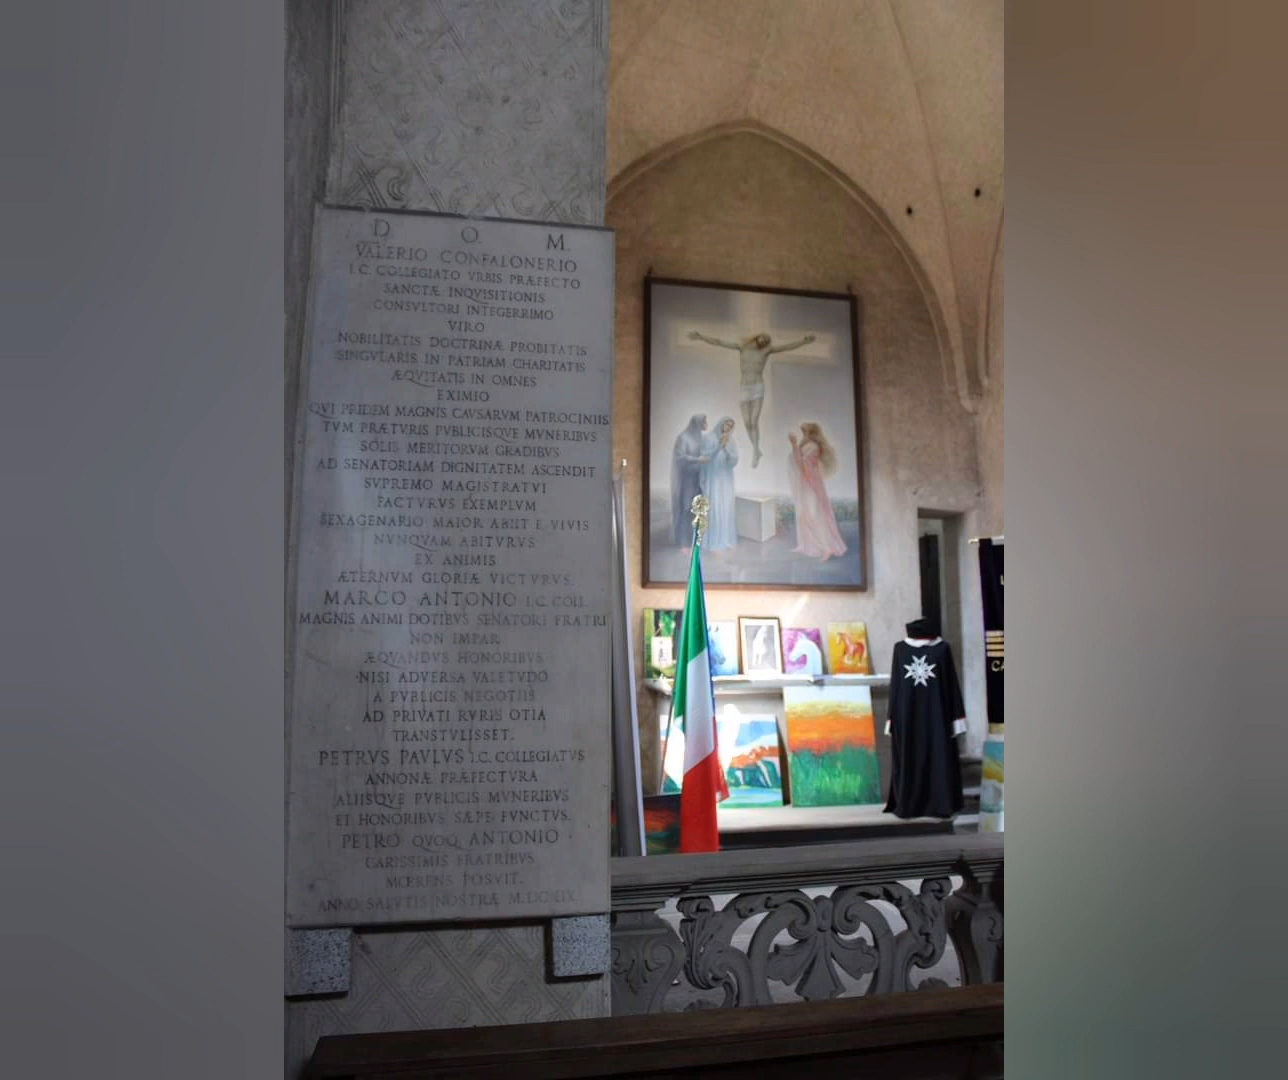 D. O. M.
VALERIO CONFALONERIO
I.C. COLLEGIATO VRBIS PRÆFECTO
SANCTÆ INQVISITIONIS
CONSVLTORI INTEGERRIMO
VIRO
NOBILITATIS DOCTRINÆ PROBITATIS
SINGVLARIS IN PATRIAM CHARITATIS
ÆQVITATIS IN OMNES
EXIMIO
QVI PRIDEM MAGNIS CAVSARVM PATROCINIIS
TVM PRÆTVRIS PVBLICISQVE MVNERIBVS
SOLIS MERITORVM GRADIBVS
AD SENATORIAM DIGNITATEM ASCENDIT
SVPREMO MAGISTRATVI
FACTVRVS EXEMPLVM
SEXAGENARIO MAIOR ABIIT E VIVIS
NVNQVAM ABITVRVS
EX ANIMIS
ÆTERNVM GLORIÆ VICTVRVS.
MARCO ANTONIO I.C. COLL.
MAGNIS ANIMI DOTIBVS SENATORI FRATRI
NON IMPAR
ÆQVANDVS HONORIBVS
NISI ADVERSA VALETVDO
A PVBLICIS NEGOTIIS
AD PRIVATI RVRIS OTIA
TRANSTVLISSET.
PETRVS PAVLVS I.C. COLLEGIATVS
ANNONÆ PRÆFECTVRA
ALIISQVE PVBLICIS MVNERIBVS
ET HONORIBVS SÆPE FVNCTVS.
PETRO QVOQ. ANTONIO
CARISSIMIS FRATRIBVS
MŒRENS POSVIT.
ANNO SALVTIS NOSTRÆ